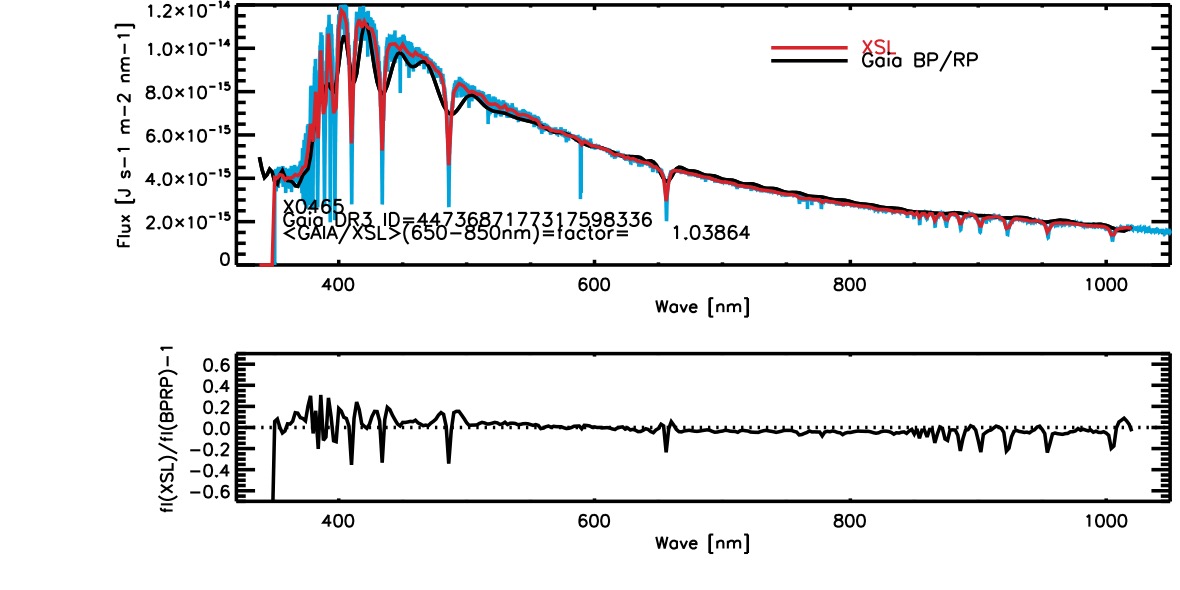 1.2×10−14
1.0×10−14
8.0×10−15
6.0×10−15
4.0×10−15
2.0×10−15
0
Flux [J s−1 m−2 nm−1]
XSL
Gaia BP/RP
X0465
Gaia DR3 ID=4473687177317598336
<GAIA/XSL>(650−850nm)=factor= 1.03864
400 600 800 1000
Wave [nm]
0.6
0.4
0.2
0.0
−0.2
−0.4
−0.6
fl(XSL)/fl(BPRP)−1
400 600 800 1000
Wave [nm]